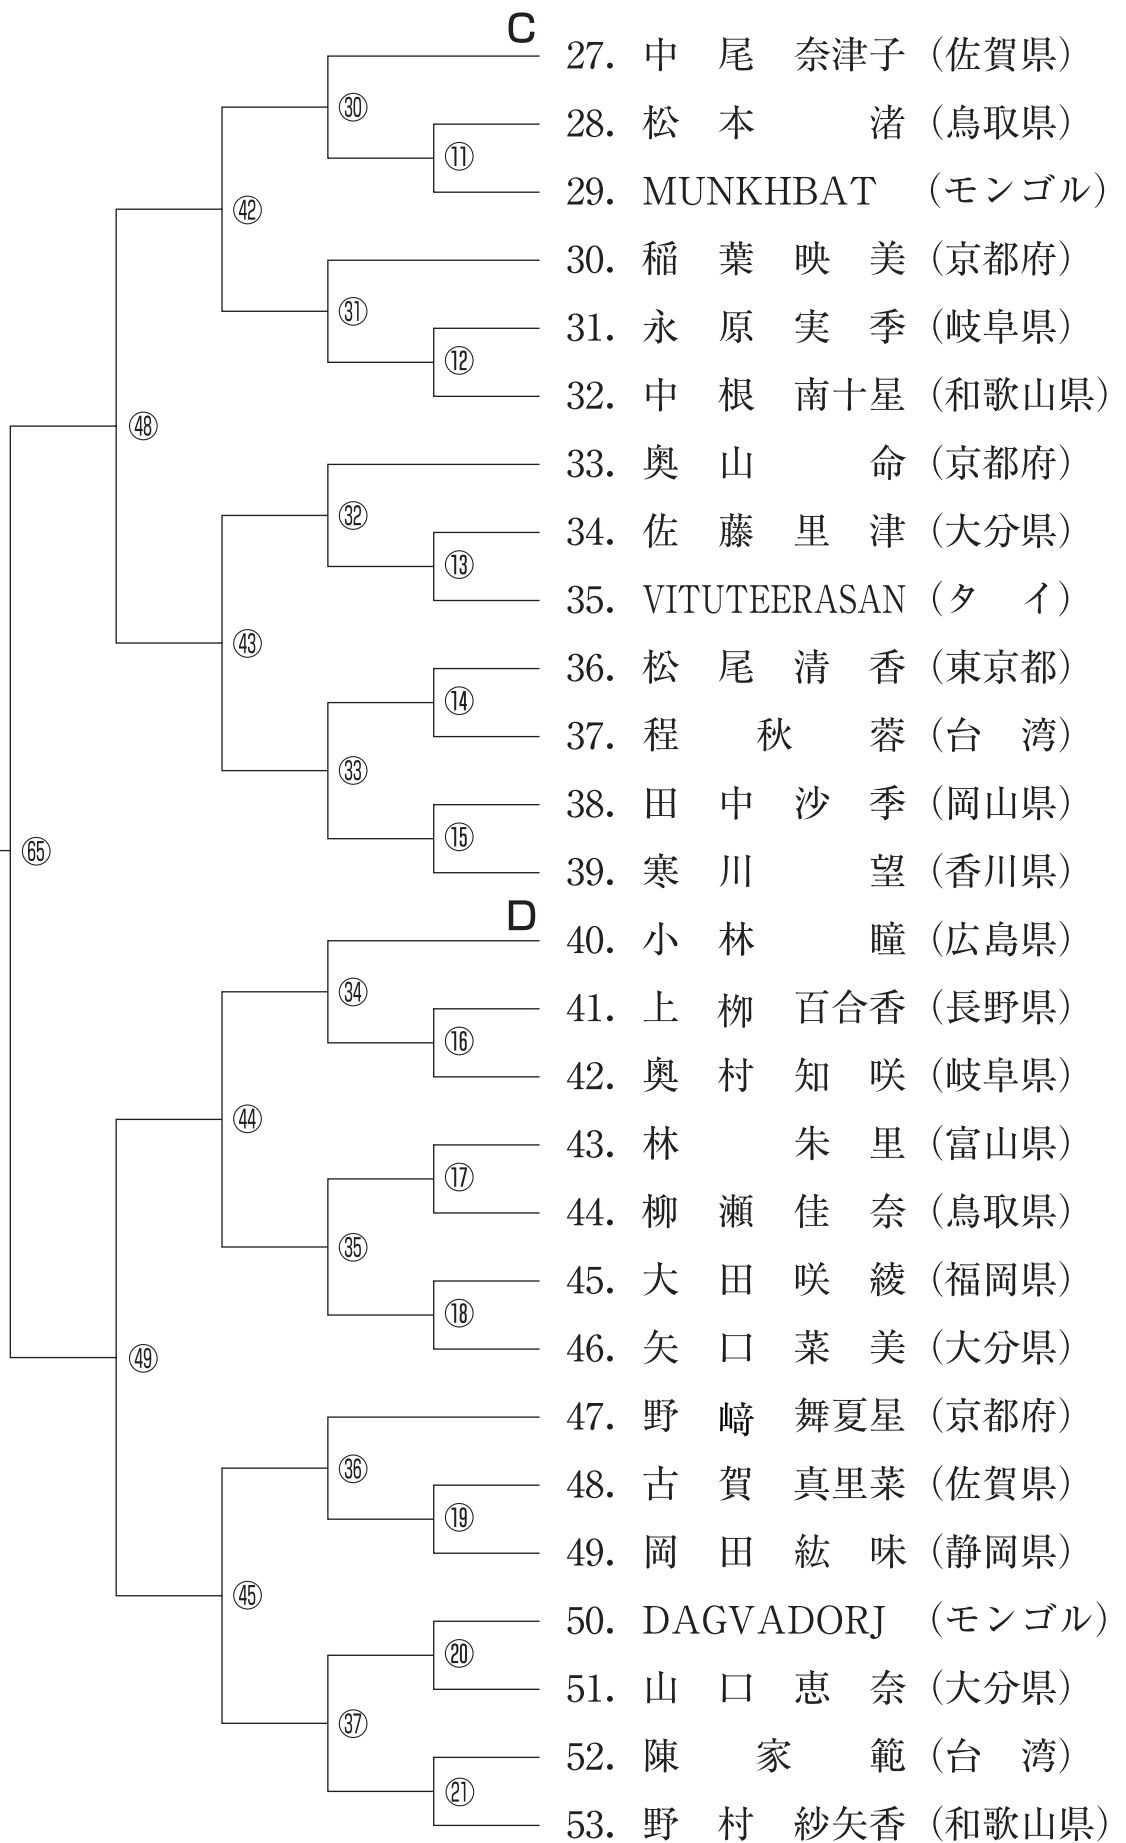 C
27. 中尾 奈津子 (佐賀県)
㉚
28. 松本 渚 (鳥取県)
⑪
29. MUNKHBAT (モンゴル)
㊷
30. 稲葉 映美 (京都府)
㉛
31. 永原 実季 (岐阜県)
⑫
32. 中根 南十星 (和歌山県)
㊽
33. 奥山 命 (京都府)
㉜
34. 佐藤 里津 (大分県)
⑬
35. VITUTEERASAN (タイ)
㊸
36. 松尾 清香 (東京都)
⑭
37. 程 秋 蓉 (台湾)
㉝
38. 田中 沙季 (岡山県)
⑮
65
39. 寒川 望 (香川県)
D
40. 小林 瞳 (広島県)
㉞
41. 上栁 百合香 (長野県)
⑯
42. 奥村 知咲 (岐阜県)
㊹
43. 林 朱里 (富山県)
⑰
44. 柳瀬 佳奈 (鳥取県)
㉟
45. 大田 咲綾 (福岡県)
⑱
46. 矢口 菜美 (大分県)
㊾
47. 野﨑 舞夏星 (京都府)
㊱
48. 古賀 真里菜 (佐賀県)
⑲
49. 岡田 紘味 (静岡県)
㊺
50. DAGVADORJ (モンゴル)
⑳
51. 山口 恵奈 (大分県)
㊲
52. 陳 家 範 (台湾)
㉑
53. 野村 紗矢香 (和歌山県)